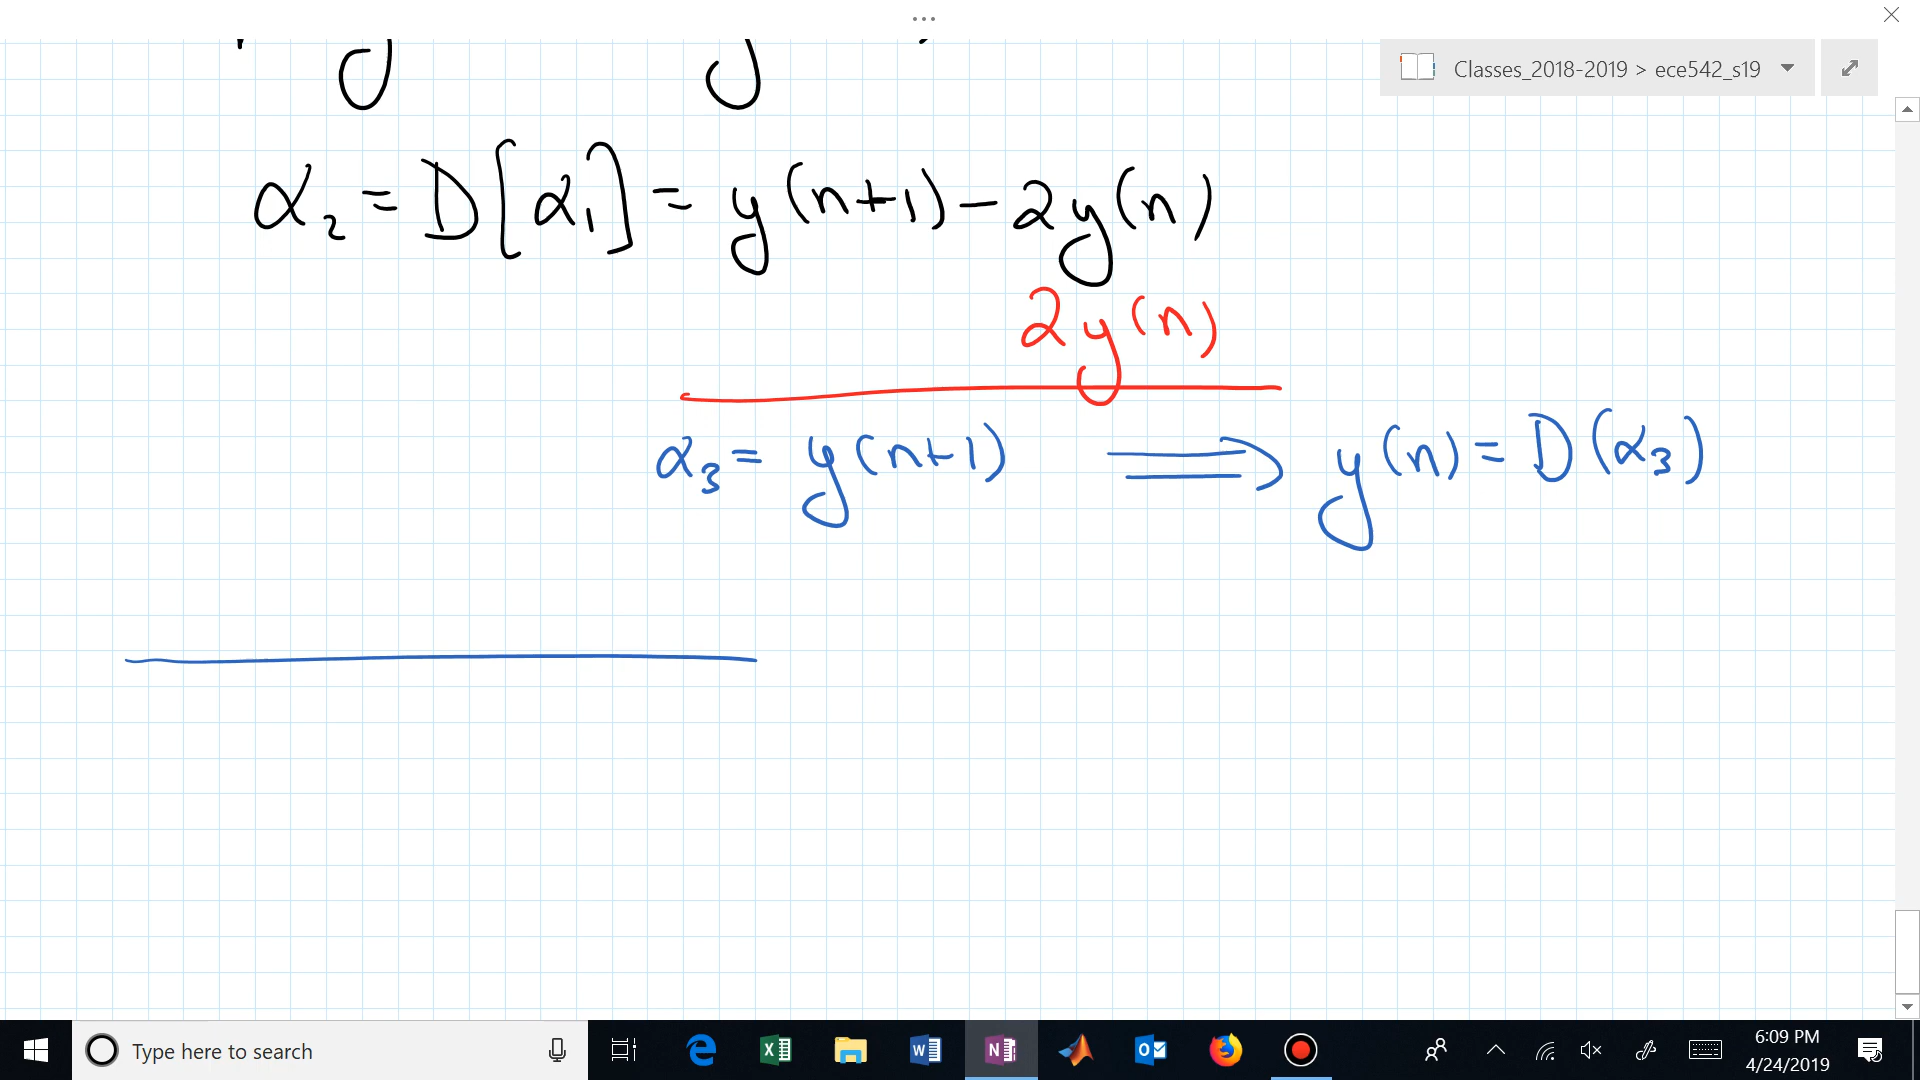 Classes_2018-2019 > ece542_s19
α₂ = D[α₁] = y(n+1) - 2y(n)
2y(n)
α₃ = y(n+1) ⟹ y(n) = D(α₃)
Type here to search
6:09 PM
4/24/2019